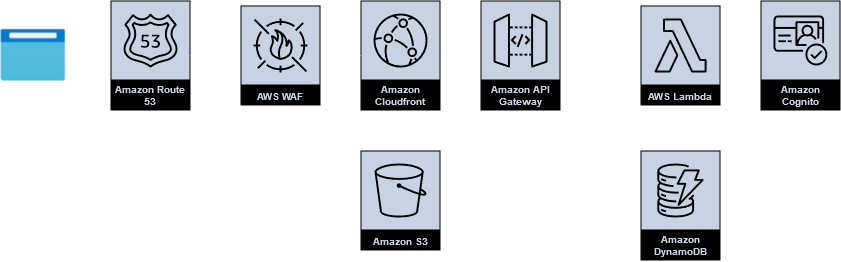 53
Amazon Route
53
AWS WAF
Amazon
Cloudfront
</>
Amazon API
Gateway
AWS Lambda
Amazon
Cognito
Amazon S3
Amazon
DynamoDB